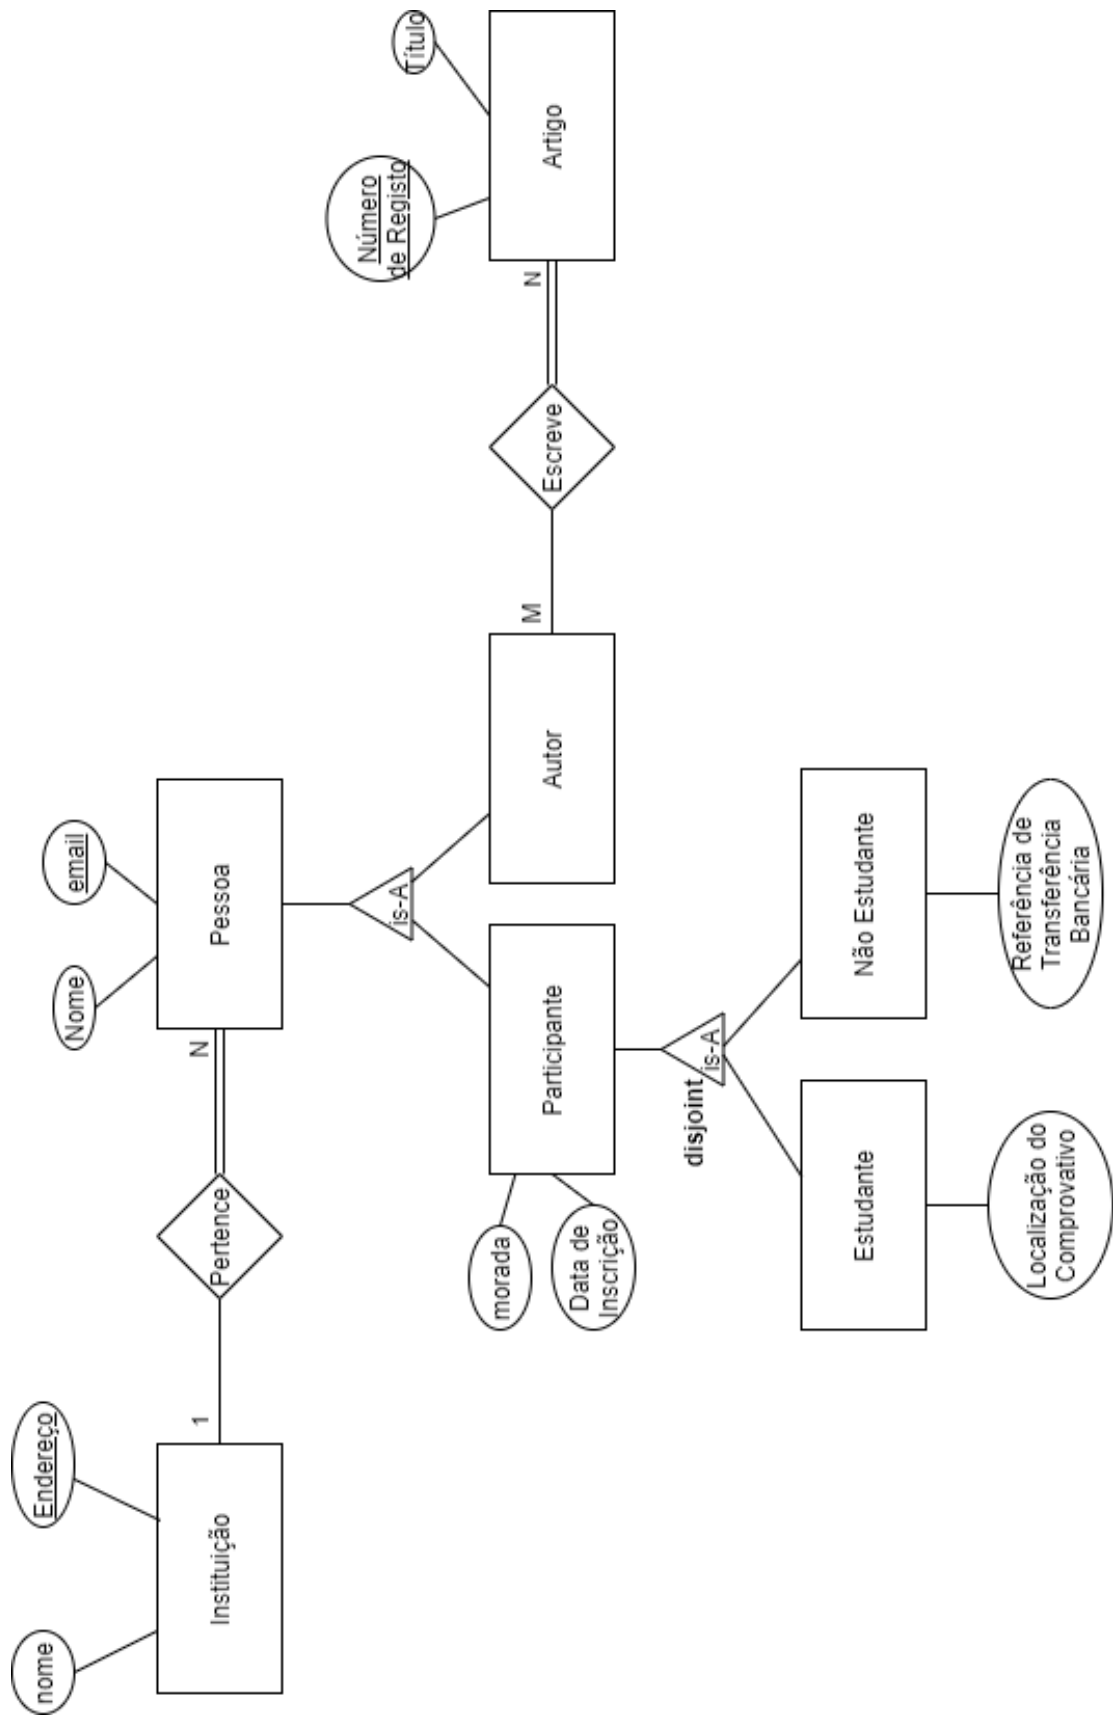 nome
Endereço
Instituição
1
Pertence
N
Nome
email
Pessoa
is-A
morada
Data de
Inscrição
Participante
Autor
M
Escreve
N
Número
de Registo
Título
Artigo
disjoint
is-A
Estudante
Não Estudante
Localização do
Comprovativo
Referência de
Transferência
Bancária